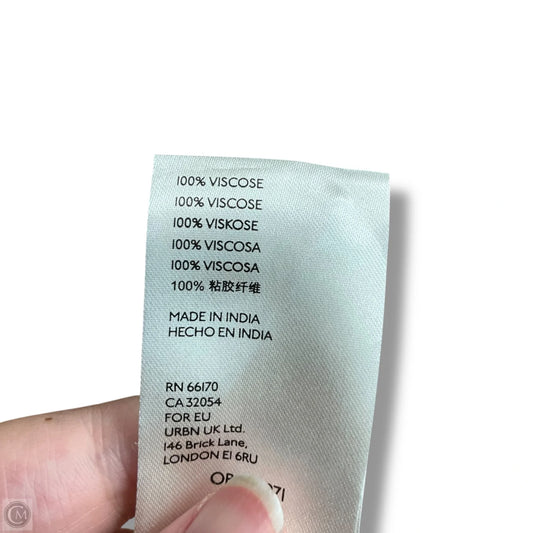 100% VISCOSE
100% VISCOSE
100% VISKOSE
100% VISCOSA
100% VISCOSA
100% 粘胶纤维
MADE IN INDIA
HECHO EN INDIA
RN 66170
CA 32054
FOR EU
URBN UK Ltd.
146 Brick Lane,
LONDON E1 6RU